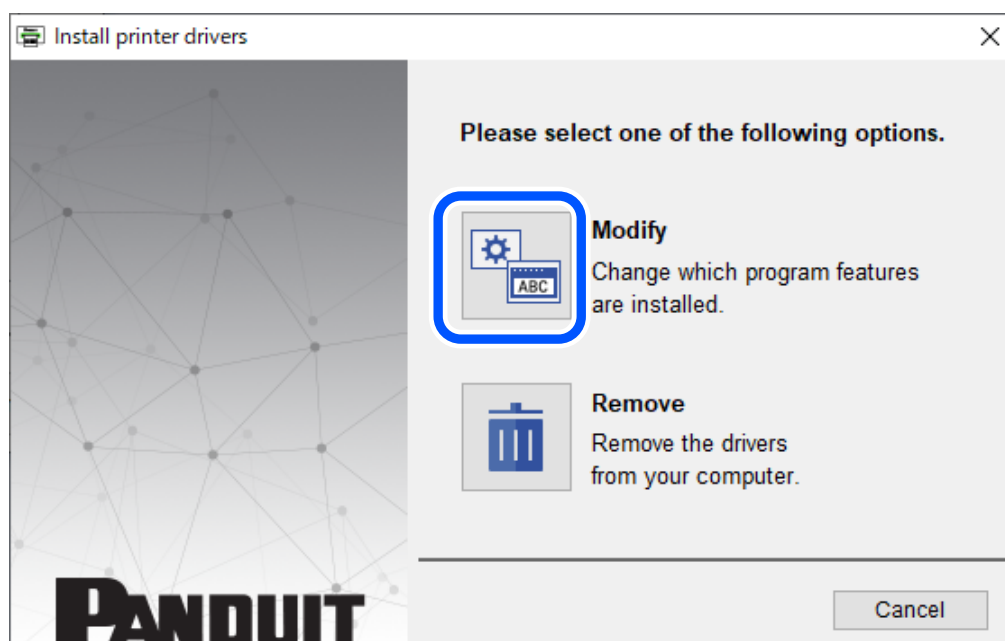 Install printer drivers
Please select one of the following options.
ABC
Modify
Change which program features
are installed.
Remove
Remove the drivers
from your computer.
PANDUIT
Cancel